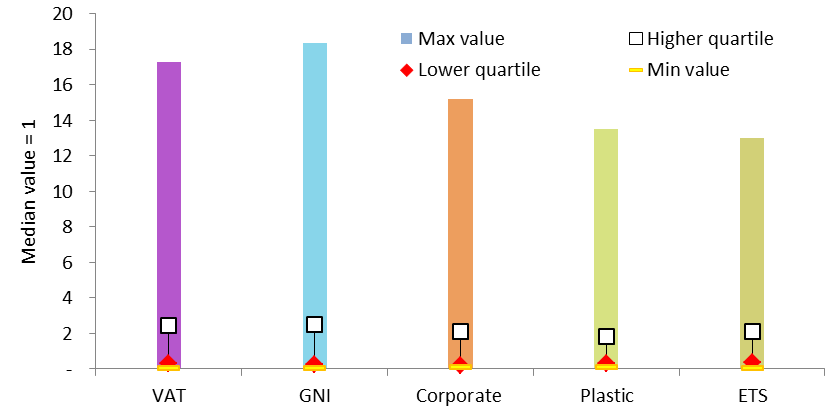 Median value = 1
20
18
16
14
12
10
8
6
4
2
-
Max value
Higher quartile
Lower quartile
Min value
VAT
GNI
Corporate
Plastic
ETS